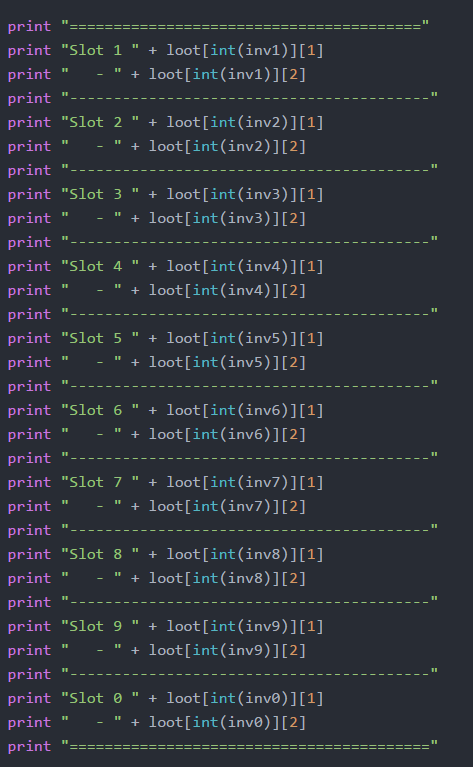 print "========================================"
print "Slot 1 " + loot[int(inv1)][1]
print "   - " + loot[int(inv1)][2]
print "-----------------------------------------"
print "Slot 2 " + loot[int(inv2)][1]
print "   - " + loot[int(inv2)][2]
print "-----------------------------------------"
print "Slot 3 " + loot[int(inv3)][1]
print "   - " + loot[int(inv3)][2]
print "-----------------------------------------"
print "Slot 4 " + loot[int(inv4)][1]
print "   - " + loot[int(inv4)][2]
print "-----------------------------------------"
print "Slot 5 " + loot[int(inv5)][1]
print "   - " + loot[int(inv5)][2]
print "-----------------------------------------"
print "Slot 6 " + loot[int(inv6)][1]
print "   - " + loot[int(inv6)][2]
print "-----------------------------------------"
print "Slot 7 " + loot[int(inv7)][1]
print "   - " + loot[int(inv7)][2]
print "-----------------------------------------"
print "Slot 8 " + loot[int(inv8)][1]
print "   - " + loot[int(inv8)][2]
print "-----------------------------------------"
print "Slot 9 " + loot[int(inv9)][1]
print "   - " + loot[int(inv9)][2]
print "-----------------------------------------"
print "Slot 0 " + loot[int(inv0)][1]
print "   - " + loot[int(inv0)][2]
print "========================================="